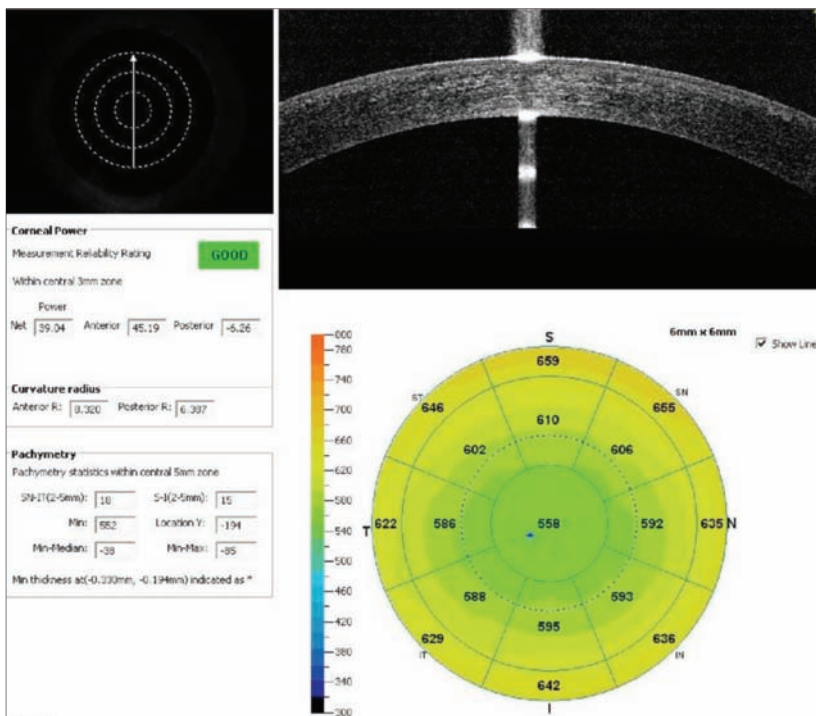 Corneal Power
Measurement Reliability Rating GOOD
Within central 3mm zone
Power
Net 39.04 Anterior 45.19 Posterior -6.26
Curvature radius
Anterior R: 8.320 Posterior R: 6.387
Pachymetry
Pachymetry statistics within central 5mm zone
SN-IT(2-5mm): 18 S-I(2-5mm): 15
Min: 552 Location Y: -194
Min-Median: -38 Min-Max: -85
Min thickness at(-0.330mm, -0.194mm) indicated as *
800
780
740
700
660
620
580
540
500
460
420
380
340
300
6mm x 6mm
Show Line
S
659
ST
646
SN
655
610
602
606
T
622
586
558
592
635
N
588
593
595
629
IT
636
IN
642
I